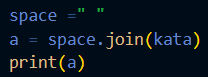 space =" "
a = space.join(kata)
print(a)